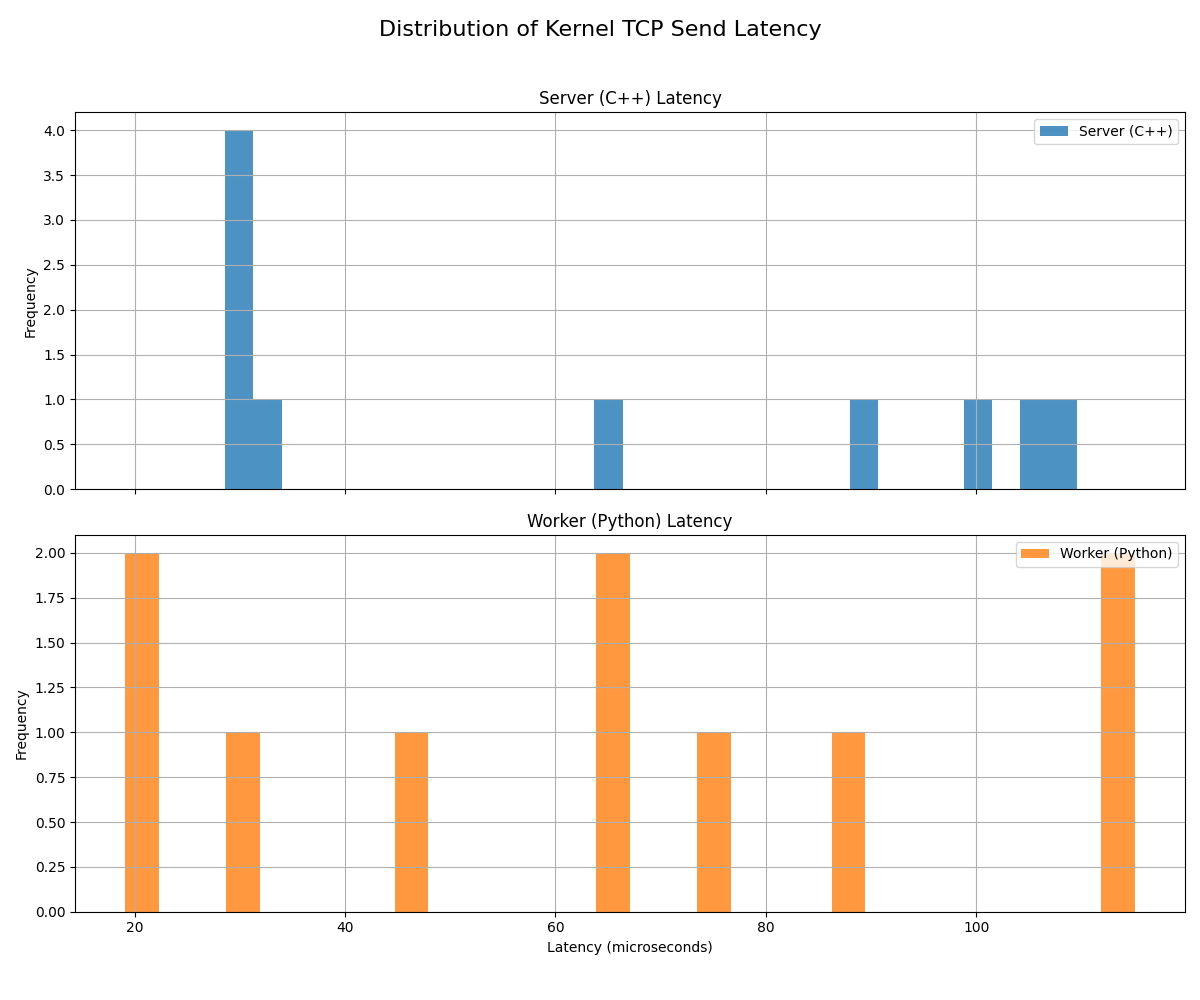 Distribution of Kernel TCP Send Latency
Server (C++) Latency
Server (C++)
4.0
3.5
3.0
2.5
2.0
1.5
1.0
0.5
0.0
Frequency
Worker (Python) Latency
Worker (Python)
2.00
1.75
1.50
1.25
1.00
0.75
0.50
0.25
0.00
Frequency
20 40 60 80 100
Latency (microseconds)